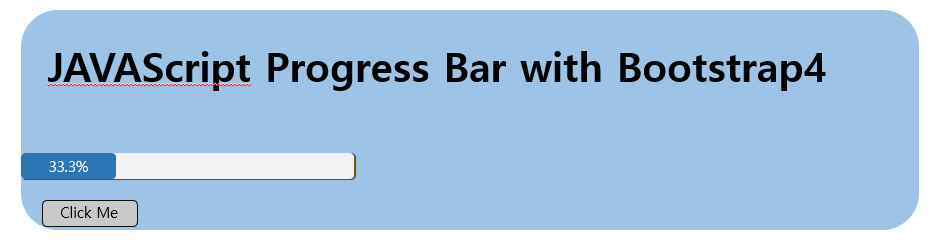 JAVAScript Progress Bar with Bootstrap4
33.3%
Click Me